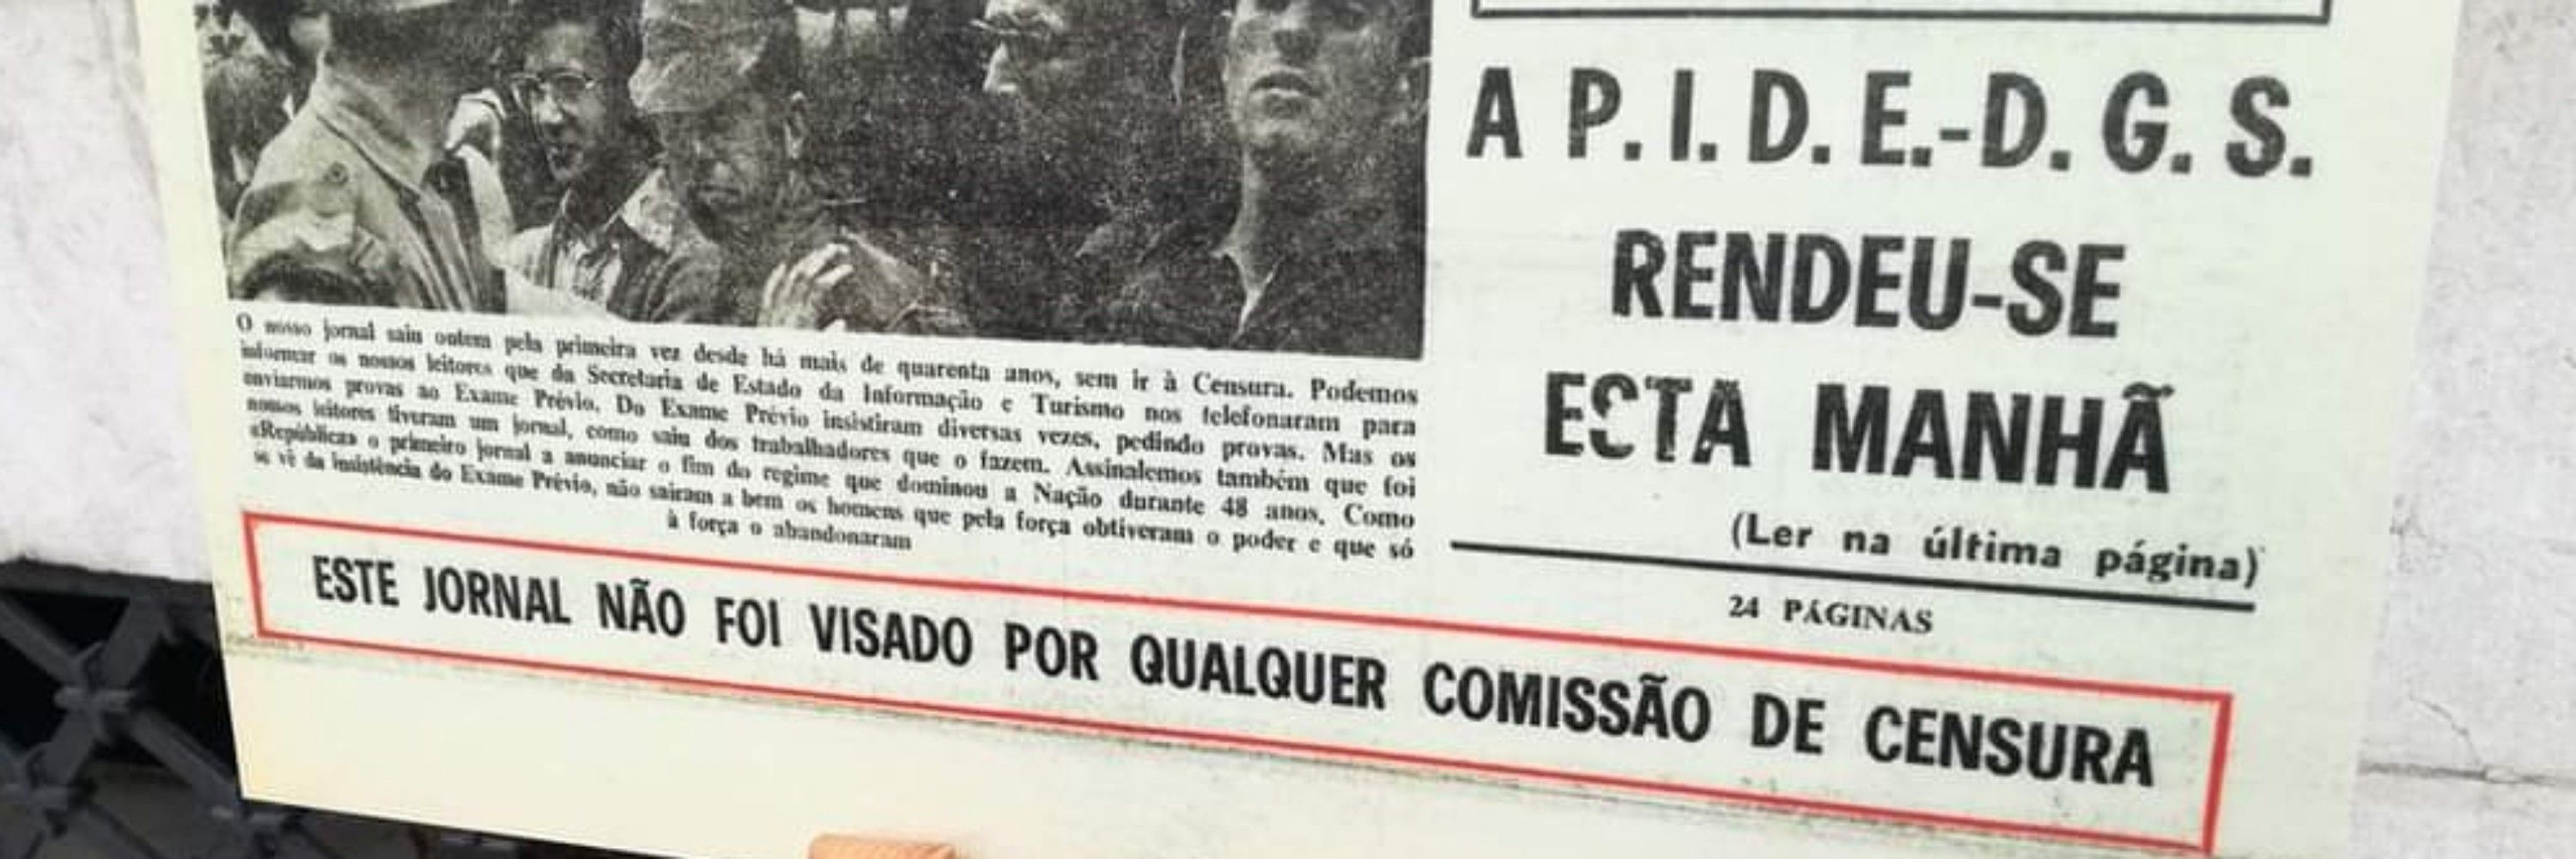 O nosso jornal saiu ontem pela primeira vez desde há mais de quarenta anos, sem ir à Censura. Podemos
informar os nossos leitores que da Secretaria de Estado da Informação e Turismo nos telefonaram para
enviarmos provas ao Exame Prévio. Do Exame Prévio insistiram diversas vezes, pedindo provas. Mas os
nossos leitores tiveram um jornal, como saiu dos trabalhadores que o fazem. Assinalemos também que foi
«República» o primeiro jornal a anunciar o fim do regime que dominou a Nação durante 48 anos. Como
se vê da insistência do Exame Prévio, não sairam a bem os homens que pela força obtiveram o poder e que só
à força o abandonaram
A P.I.D.E.-D.G.S.
RENDEU-SE
ESTA MANHÃ
(Ler na última página)
24 PÁGINAS
ESTE JORNAL NÃO FOI VISADO POR QUALQUER COMISSÃO DE CENSURA